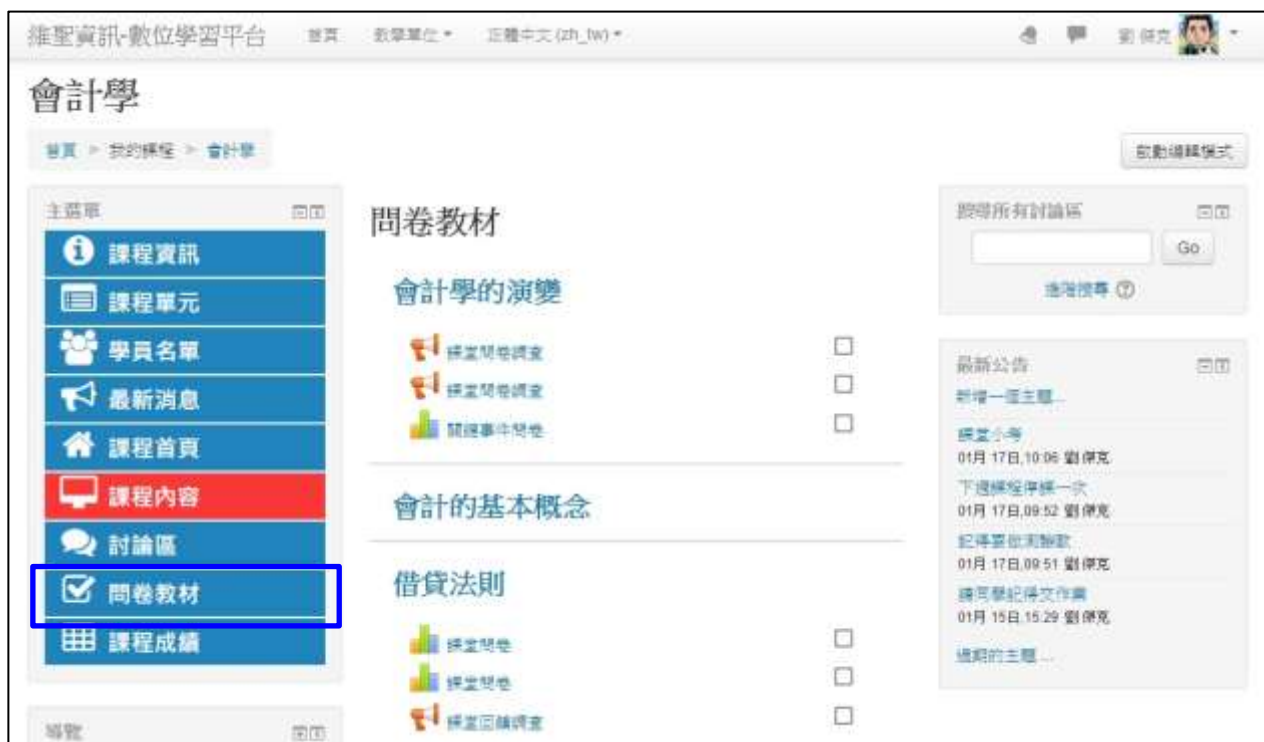 維聖資訊-數位學習平台 首頁 教學單位 正體中文 (zh_tw) 劉 傑克
會計學
首頁 > 我的課程 > 會計學
啟動編輯模式
主選單
課程資訊
課程單元
學員名單
最新消息
課程首頁
課程內容
討論區
問卷教材
課程成績
導覽
問卷教材
會計學的演變
課堂問卷調查
課堂問卷調查
關鍵事件問卷
會計的基本概念
借貸法則
課堂問卷
課堂問卷
課堂回饋調查
搜尋所有討論區
Go
進階搜尋
最新公告
新增一個主題...
課堂小考
01月 17日,10:06 劉 傑克
下週課程停課一次
01月 17日,09:52 劉 傑克
記得要做測驗歐
01月 17日,09:51 劉 傑克
請同學記得交作業
01月 15日,15:29 劉 傑克
過期的主題 ...